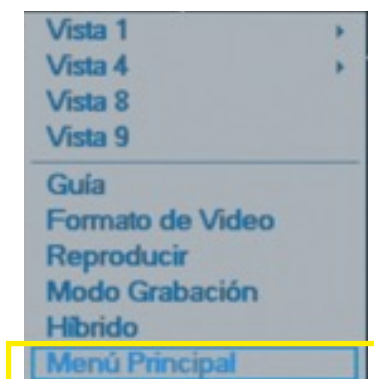 Vista 1
Vista 4
Vista 8
Vista 9
Guía
Formato de Video
Reproducir
Modo Grabación
Híbrido
Menú Principal